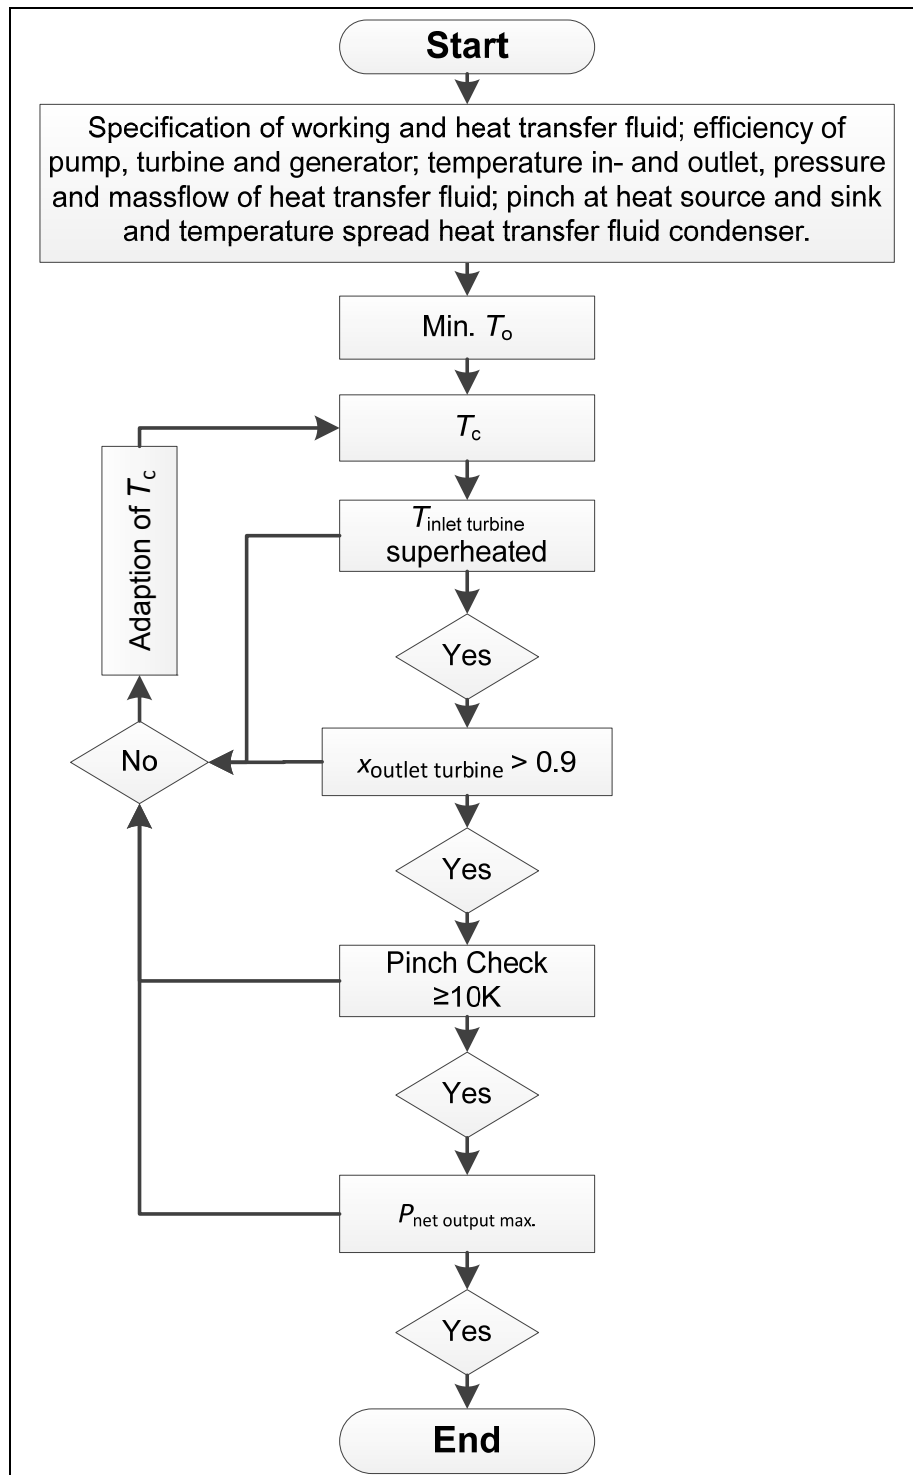 Start
Specification of working and heat transfer fluid; efficiency of
pump, turbine and generator; temperature in- and outlet, pressure
and massflow of heat transfer fluid; pinch at heat source and sink
and temperature spread heat transfer fluid condenser.
Min. To
Tc
Adaption of Tc
Tinlet turbine
superheated
Yes
No
xoutlet turbine > 0.9
Yes
Pinch Check
≥10K
Yes
Pnet output max.
Yes
End